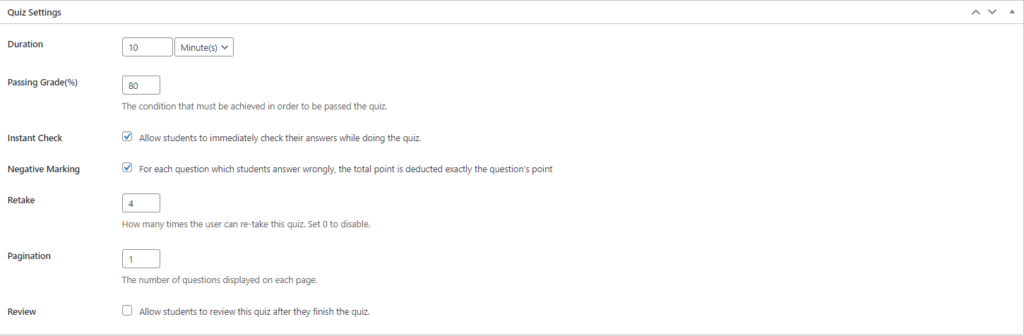 Quiz Settings
Duration 10 Minute(s)
Passing Grade(%) 80
The condition that must be achieved in order to be passed the quiz.
Instant Check Allow students to immediately check their answers while doing the quiz.
Negative Marking For each question which students answer wrongly, the total point is deducted exactly the question's point
Retake 4
How many times the user can re-take this quiz. Set 0 to disable.
Pagination 1
The number of questions displayed on each page.
Review Allow students to review this quiz after they finish the quiz.